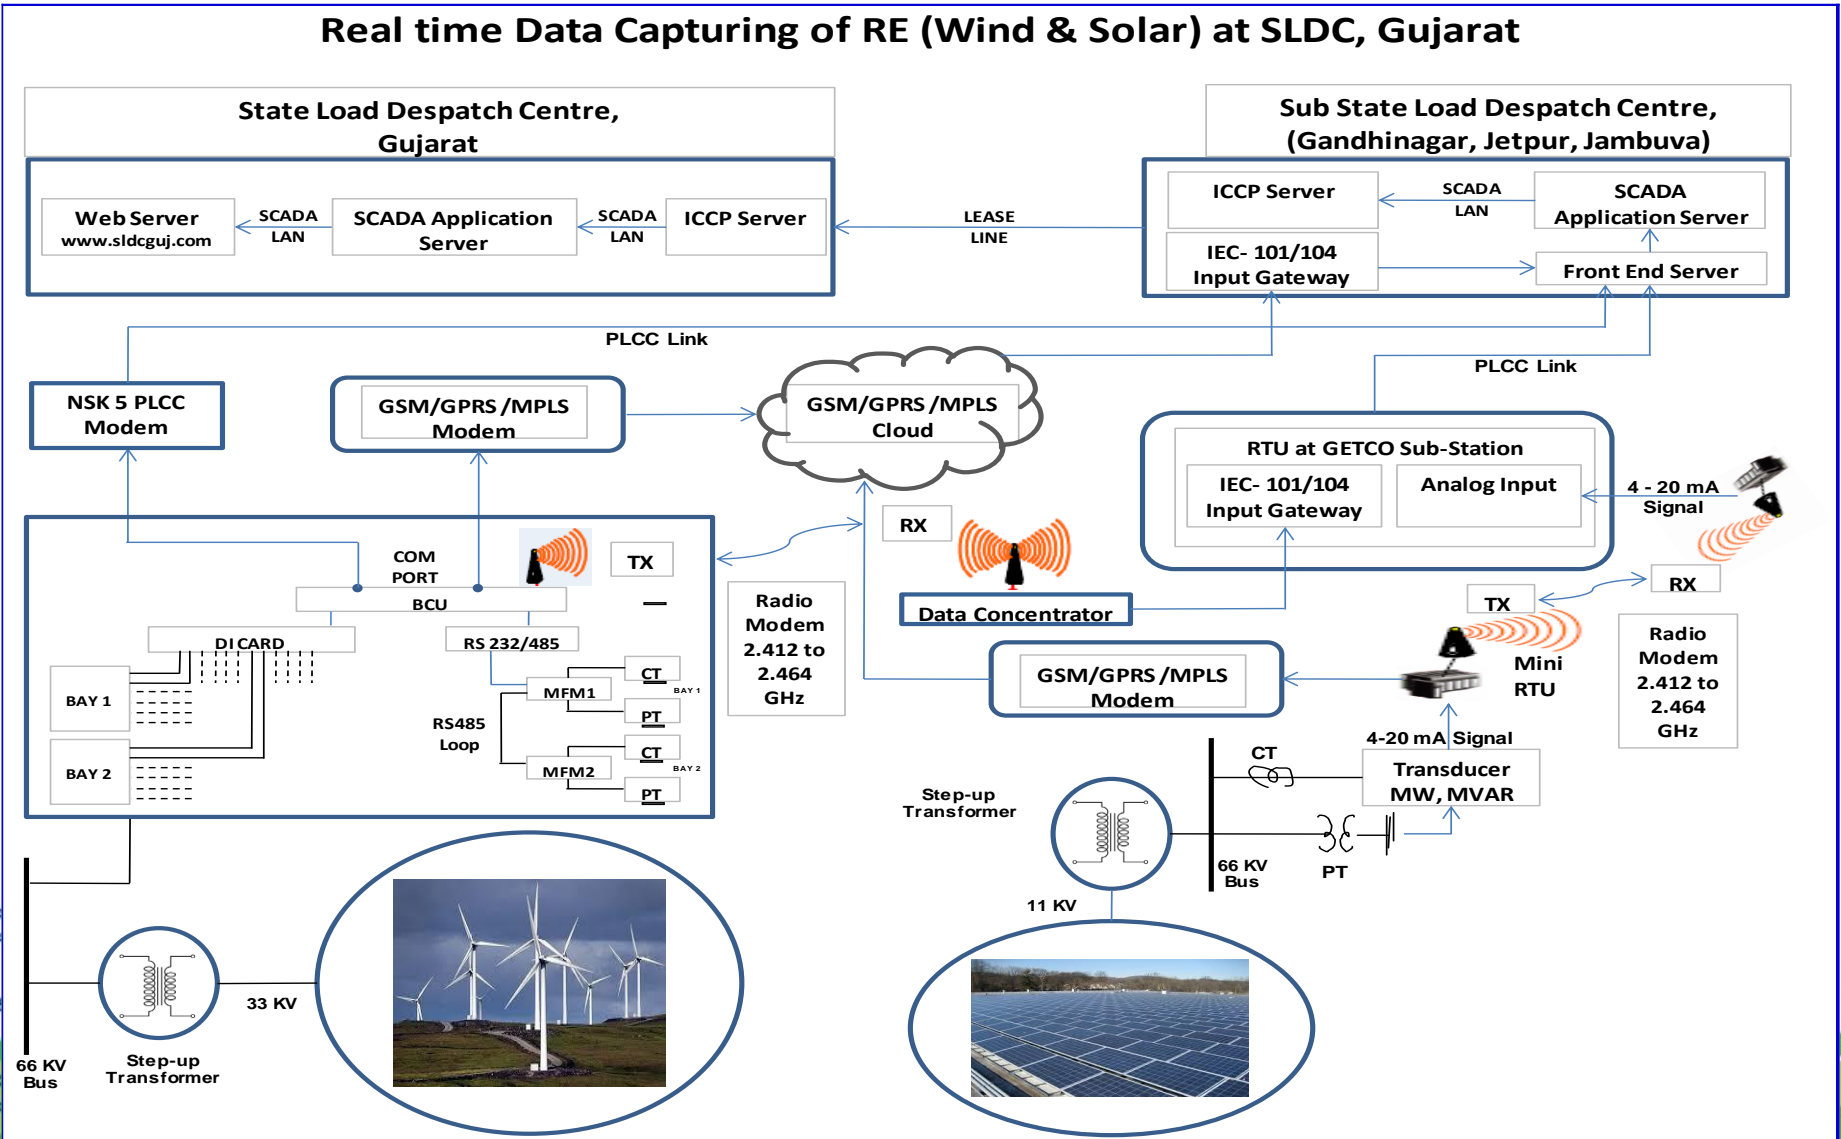 Real time Data Capturing of RE (Wind & Solar) at SLDC, Gujarat
State Load Despatch Centre,
Gujarat
Sub State Load Despatch Centre,
(Gandhinagar, Jetpur, Jambuva)
Web Server
www.sldcguj.com
SCADA
LAN
SCADA Application
Server
SCADA
LAN
ICCP Server
LEASE
LINE
ICCP Server
SCADA
LAN
SCADA
Application Server
IEC- 101/104
Input Gateway
Front End Server
PLCC Link
PLCC Link
NSK 5 PLCC
Modem
GSM/GPRS/MPLS
Modem
GSM/GPRS/MPLS
Cloud
RTU at GETCO Sub-Station
IEC- 101/104
Input Gateway
Analog Input
4 - 20 mA
Signal
COM
PORT
BCU
TX
RX
DI CARD
RS 232/485
BAY 1
BAY 2
MFM1
MFM2
CT
PT
BAY 1
CT
PT
BAY 2
RS485
Loop
Radio
Modem
2.412 to
2.464
GHz
Data Concentrator
GSM/GPRS/MPLS
Modem
TX
RX
Mini
RTU
Radio
Modem
2.412 to
2.464
GHz
4-20 mA Signal
Transducer
MW, MVAR
CT
PT
66 KV
Bus
Step-up
Transformer
11 KV
33 KV
Step-up
Transformer
66 KV
Bus